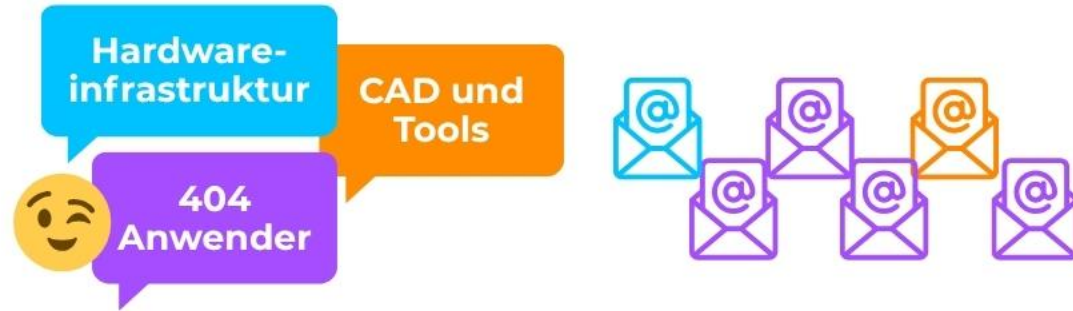 Hardware-
infrastruktur
CAD und
Tools
404
Anwender
@
@
@
@
@
@